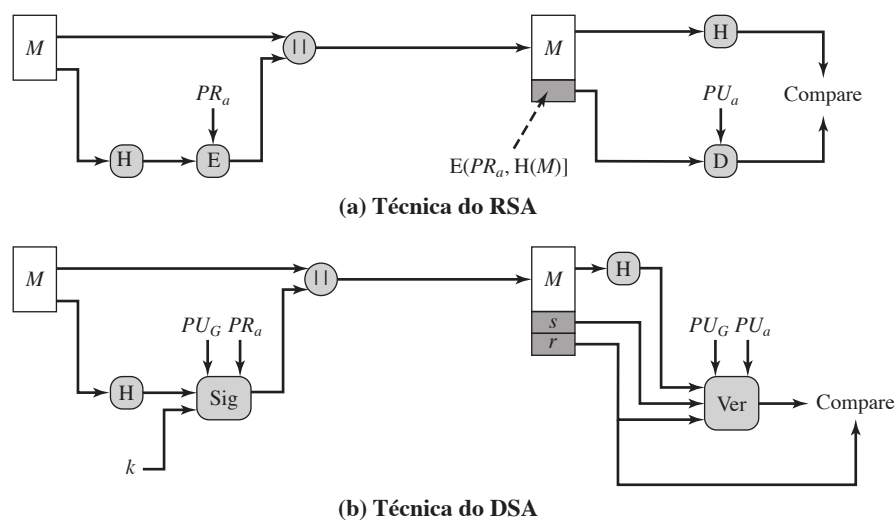 M
||
M
H
PR_a
PU_a
Compare
H
E
D
E(PR_a, H(M)]
(a) Técnica do RSA
M
||
M
H
PU_G PR_a
s
r
PU_G PU_a
H
Sig
Ver
Compare
k
(b) Técnica do DSA